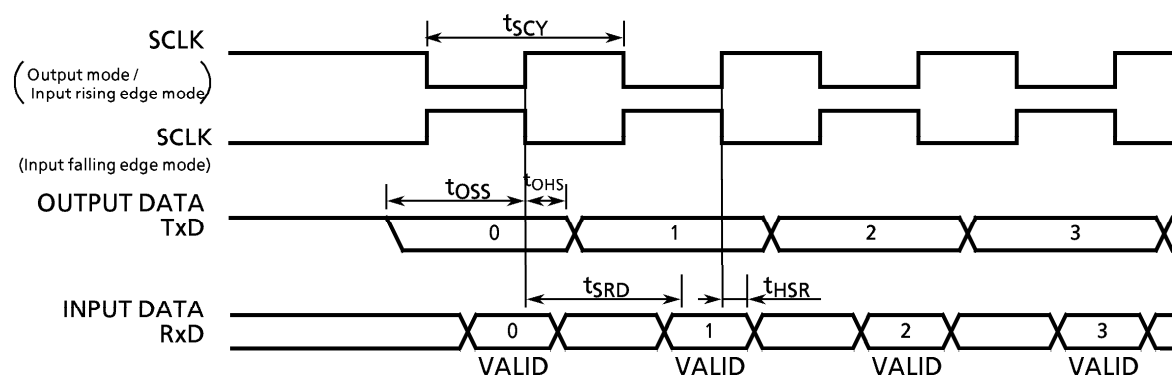 tSCY
SCLK
(Output mode /
Input rising edge mode)
SCLK
(Input falling edge mode)
tOSS
tOHS
OUTPUT DATA
TxD
0 1 2 3
tSRD
tHSR
INPUT DATA
RxD
0 1 2 3
VALID VALID VALID VALID